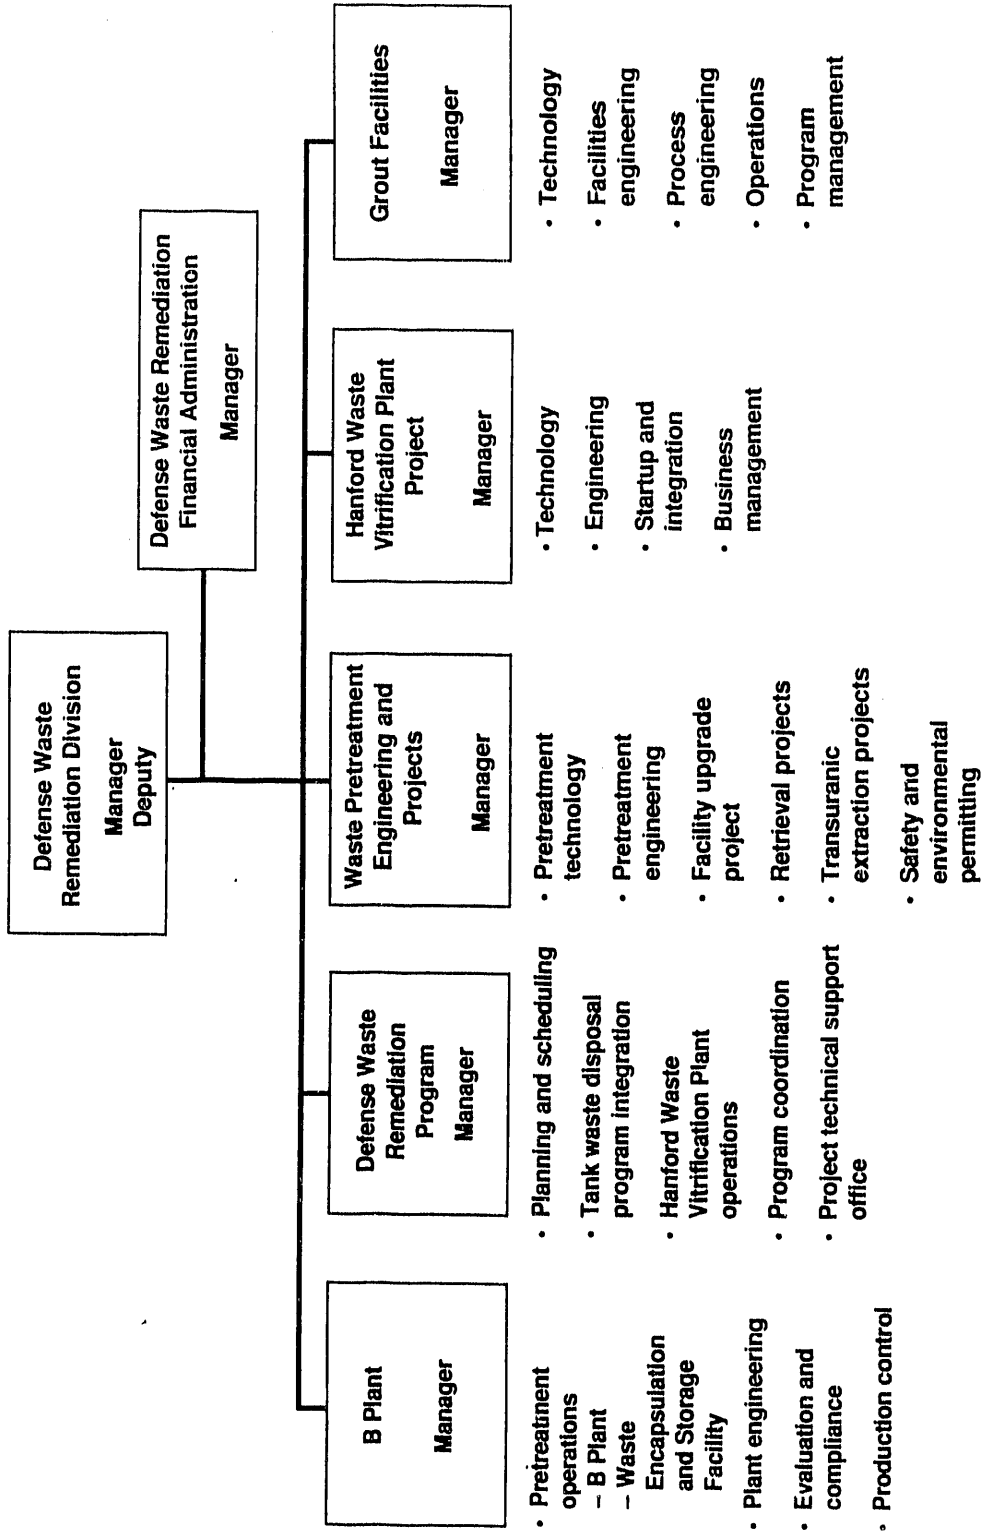 Defense Waste
Remediation Division
Manager
Deputy
Defense Waste Remediation
Financial Administration
Manager
B Plant
Manager
• Pretreatment
operations
– B Plant
– Waste
Encapsulation
and Storage
Facility
• Plant engineering
• Evaluation and
compliance
• Production control
Defense Waste
Remediation
Program
Manager
• Planning and scheduling
• Tank waste disposal
program integration
• Hanford Waste
Vitrification Plant
operations
• Program coordination
• Project technical support
office
Waste Pretreatment
Engineering and
Projects
Manager
• Pretreatment
technology
• Pretreatment
engineering
• Facility upgrade
project
• Retrieval projects
• Transuranic
extraction projects
• Safety and
environmental
permitting
Hanford Waste
Vitrification Plant
Project
Manager
• Technology
• Engineering
• Startup and
integration
• Business
management
Grout Facilities
Manager
• Technology
• Facilities
engineering
• Process
engineering
• Operations
• Program
management